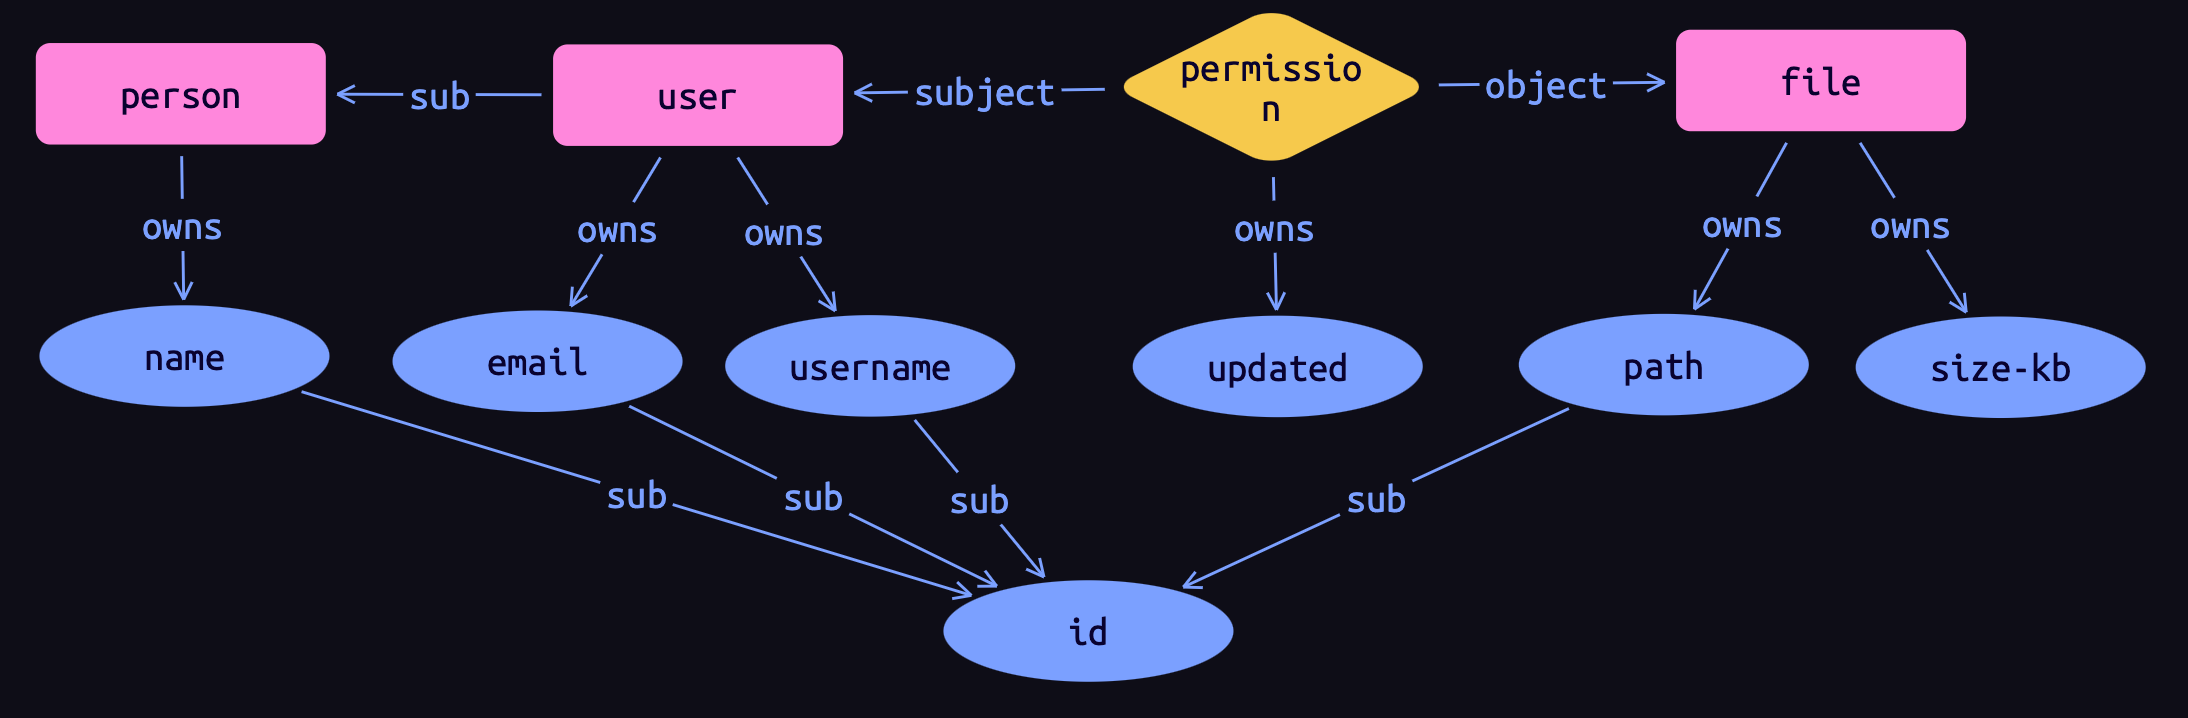 person
sub
user
subject
permissio
n
object
file
owns
owns
owns
owns
owns
owns
name
email
username
updated
path
size-kb
sub
sub
sub
sub
id